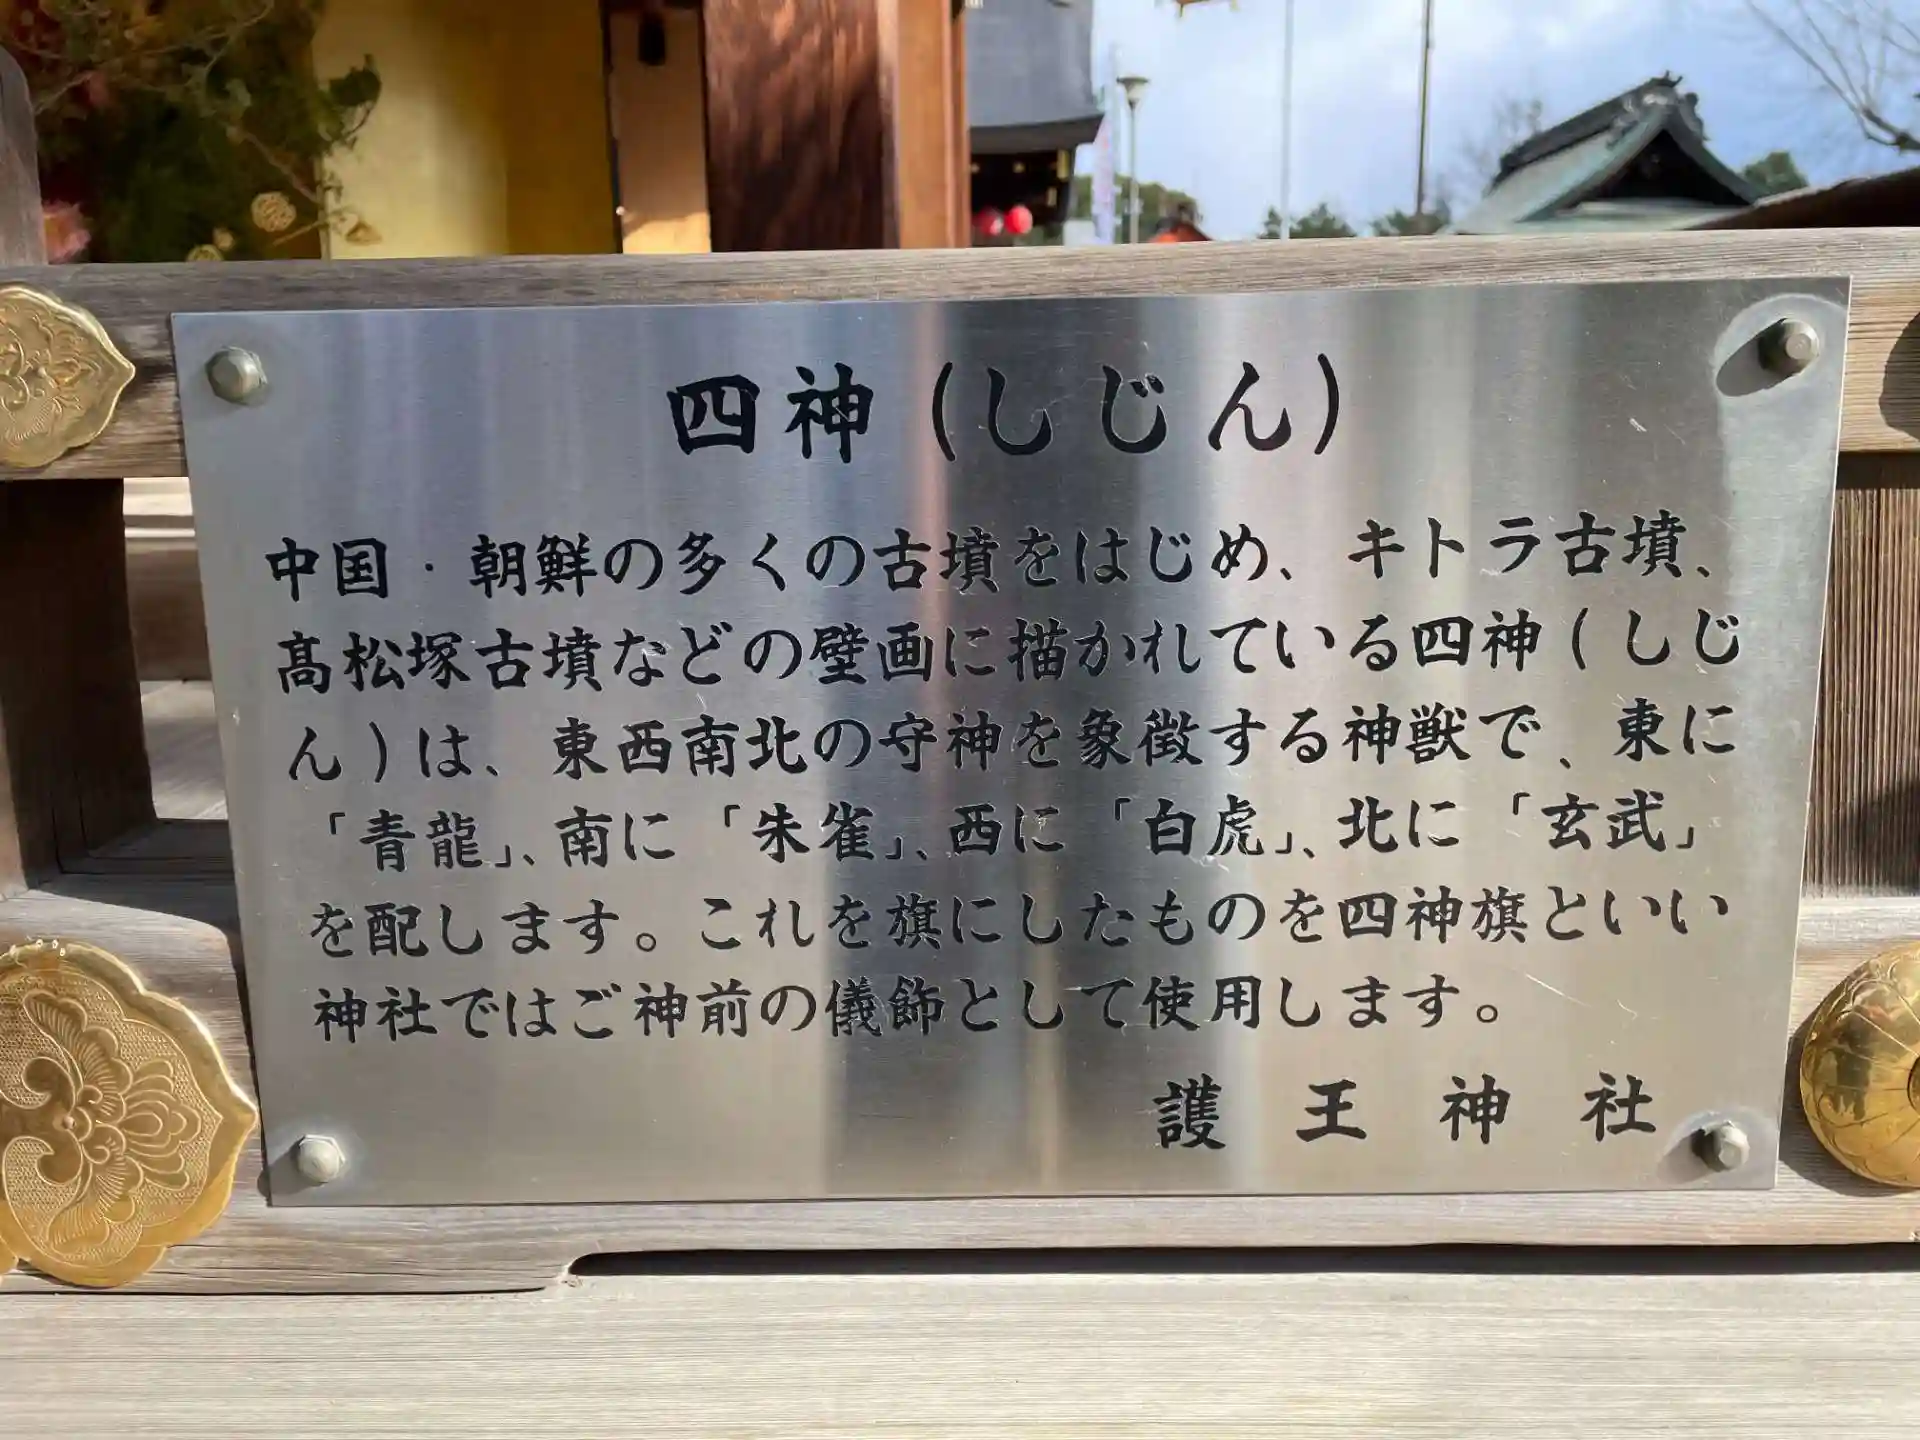 四神(しじん)
中国・朝鮮の多くの古墳をはじめ、キトラ古墳、
髙松塚古墳などの壁画に描かれている四神(しじ
ん)は、東西南北の守神を象徴する神獣で、東に
「青龍」、南に「朱雀」、西に「白虎」、北に「玄武」
を配します。これを旗にしたものを四神旗といい
神社ではご神前の儀飾として使用します。
護王神社